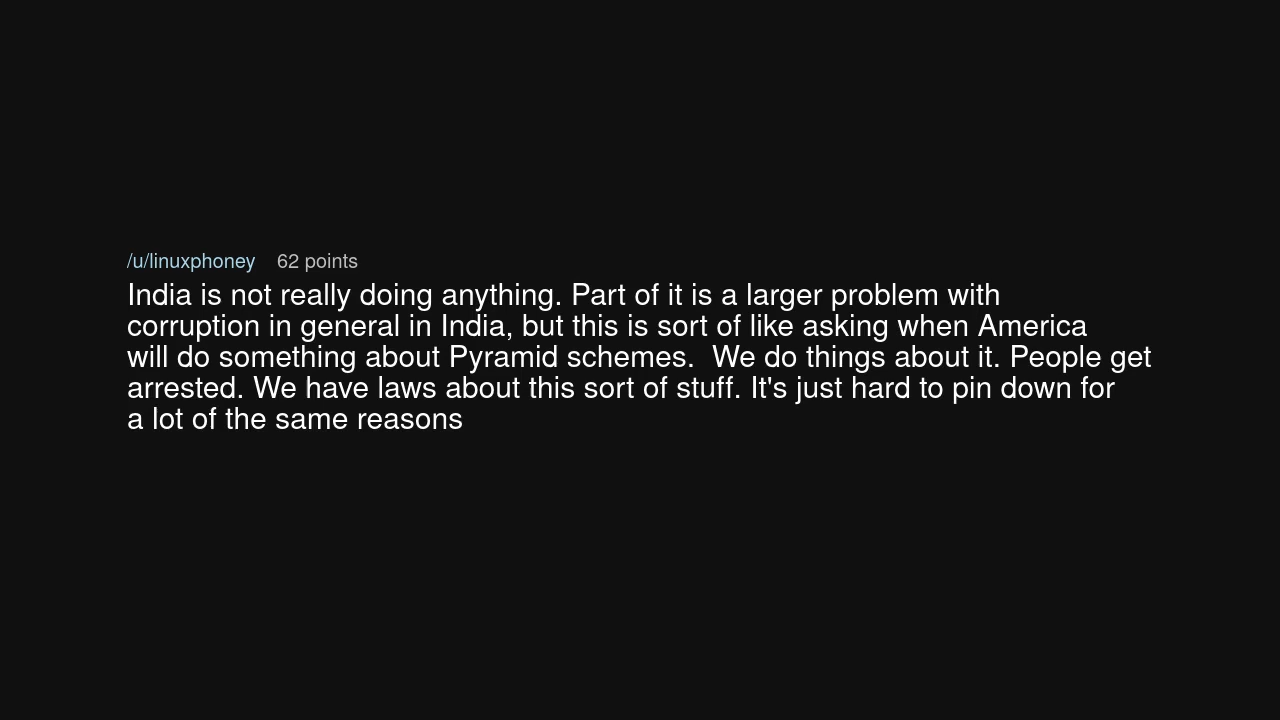 /u/linuxphoney 62 points
India is not really doing anything. Part of it is a larger problem with
corruption in general in India, but this is sort of like asking when America
will do something about Pyramid schemes.  We do things about it. People get
arrested. We have laws about this sort of stuff. It's just hard to pin down for
a lot of the same reasons